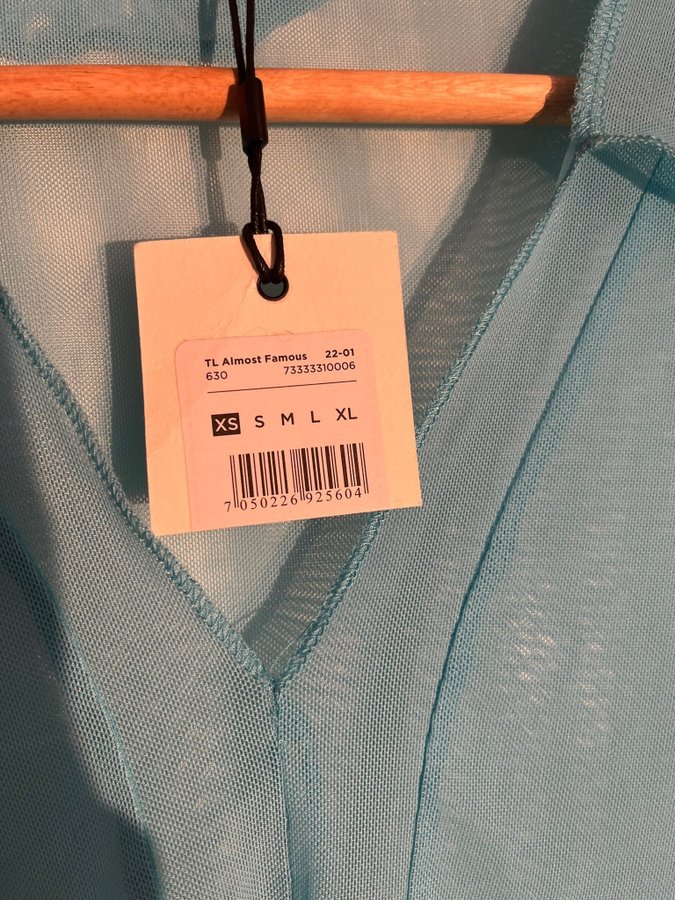 TL Almost Famous 22-01
630 73333310006
XS S M L XL
7 050226 925604